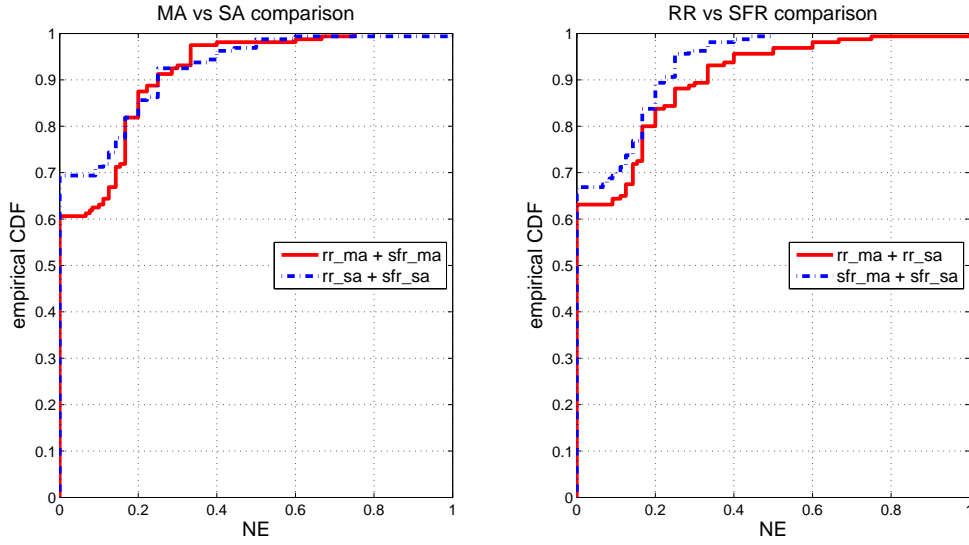 MA vs SA comparison
1
0.9
0.8
0.7
0.6
0.5
0.4
0.3
0.2
0.1
0
empirical CDF
rr_ma + sfr_ma
rr_sa + sfr_sa
0 0.2 0.4 0.6 0.8 1
NE
RR vs SFR comparison
1
0.9
0.8
0.7
0.6
0.5
0.4
0.3
0.2
0.1
0
empirical CDF
rr_ma + rr_sa
sfr_ma + sfr_sa
0 0.2 0.4 0.6 0.8 1
NE